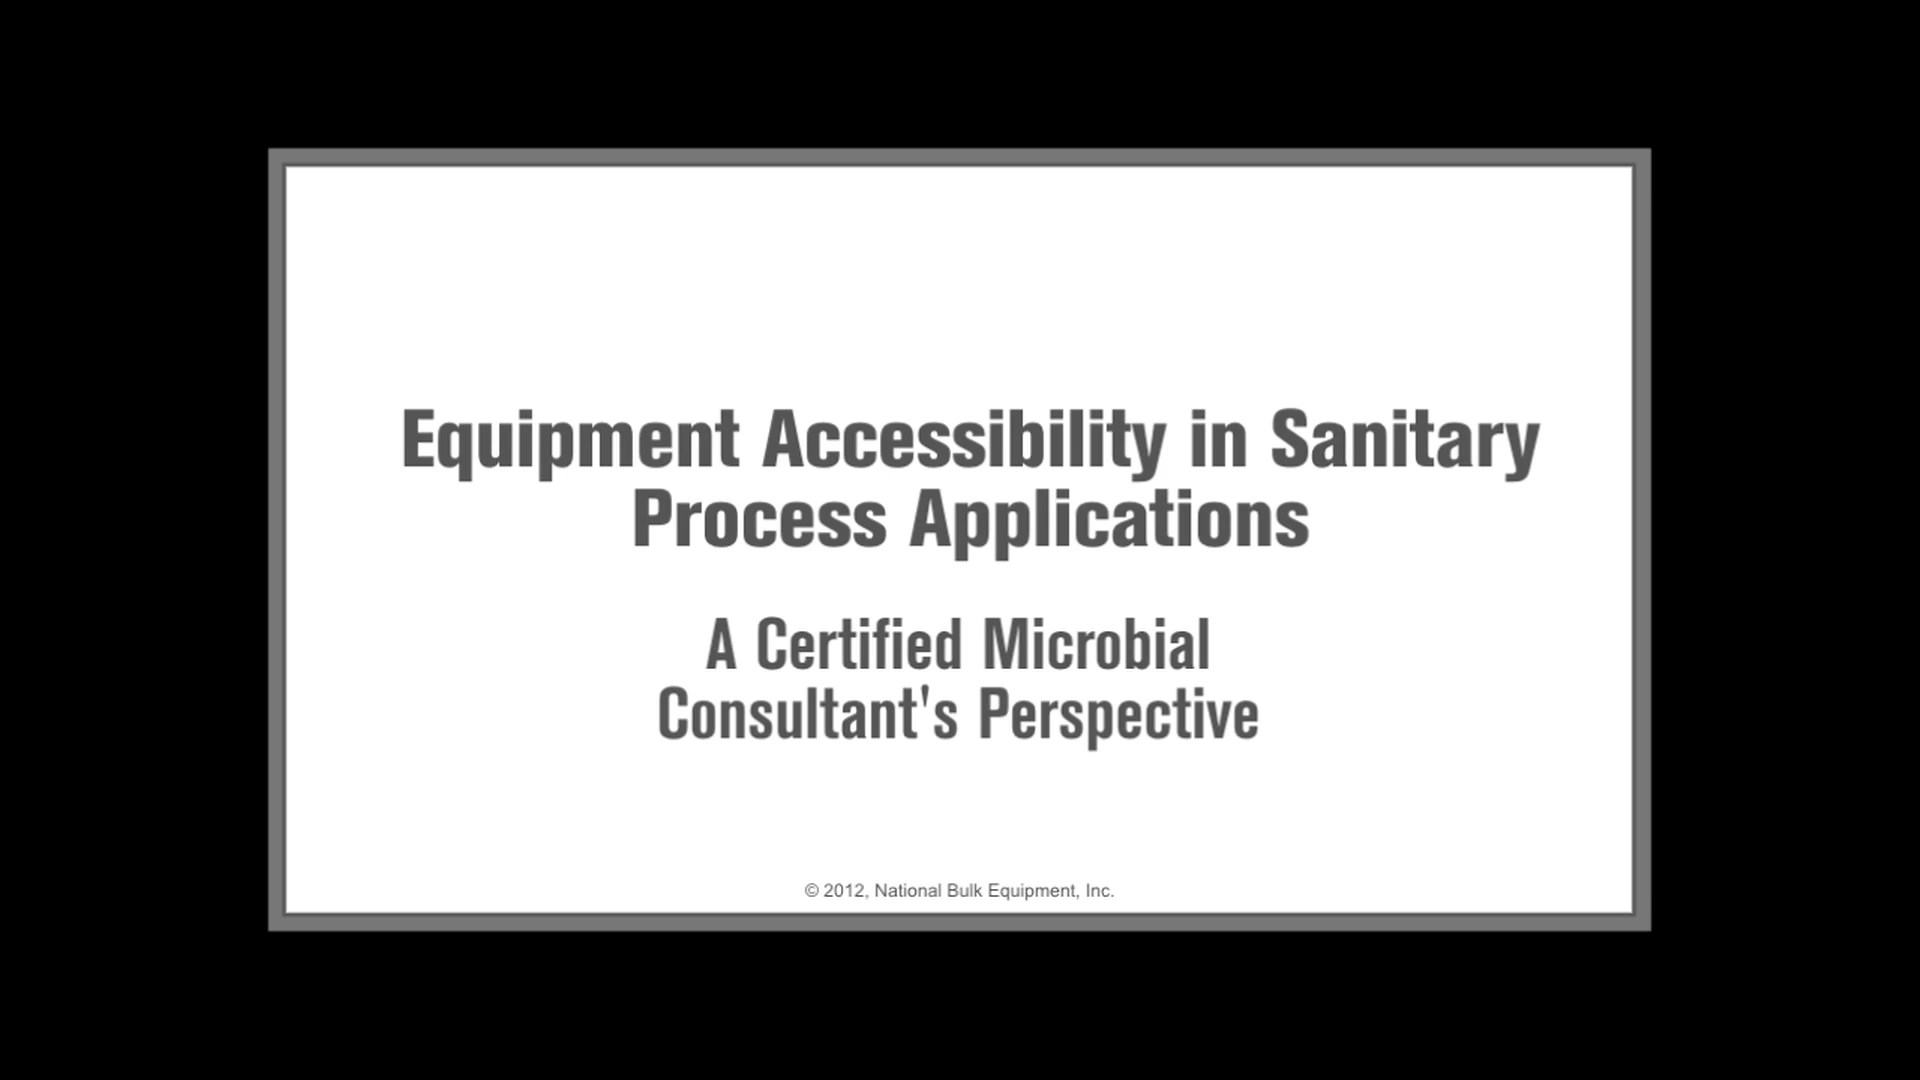 Equipment Accessibility in Sanitary
Process Applications
A Certified Microbial
Consultant's Perspective
© 2012, National Bulk Equipment, Inc.